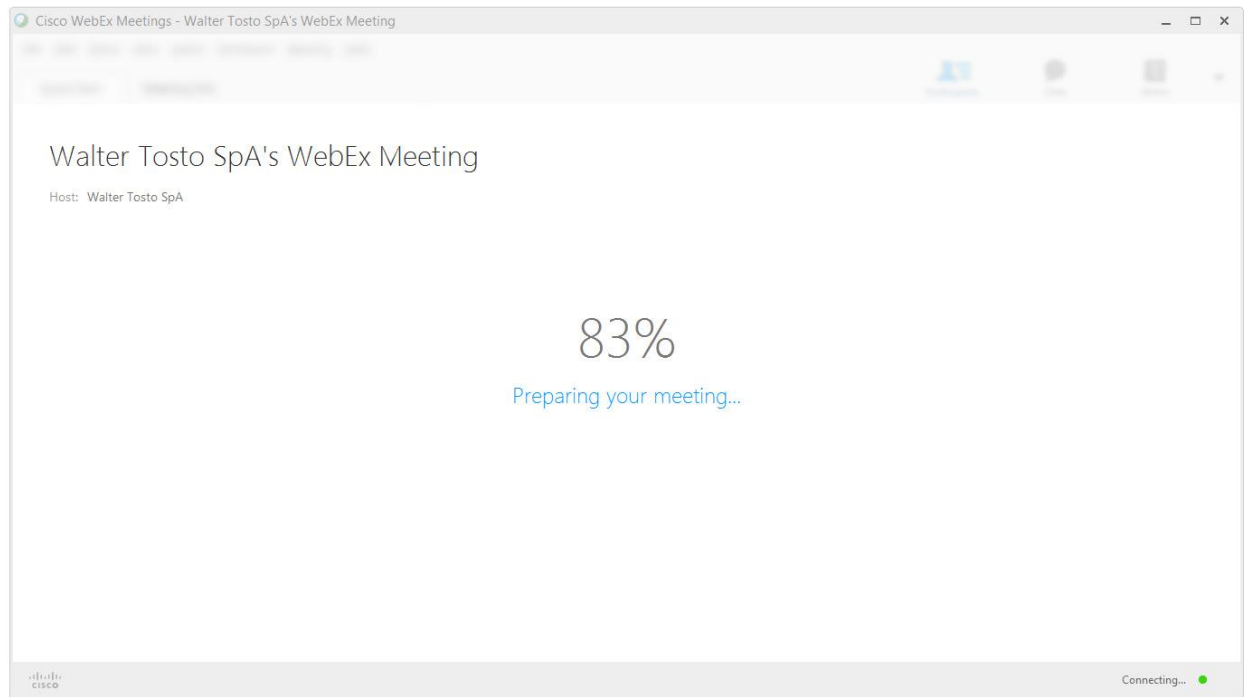 Cisco WebEx Meetings - Walter Tosto SpA's WebEx Meeting
Walter Tosto SpA's WebEx Meeting
Host: Walter Tosto SpA
83%
Preparing your meeting...
CISCO
Connecting...